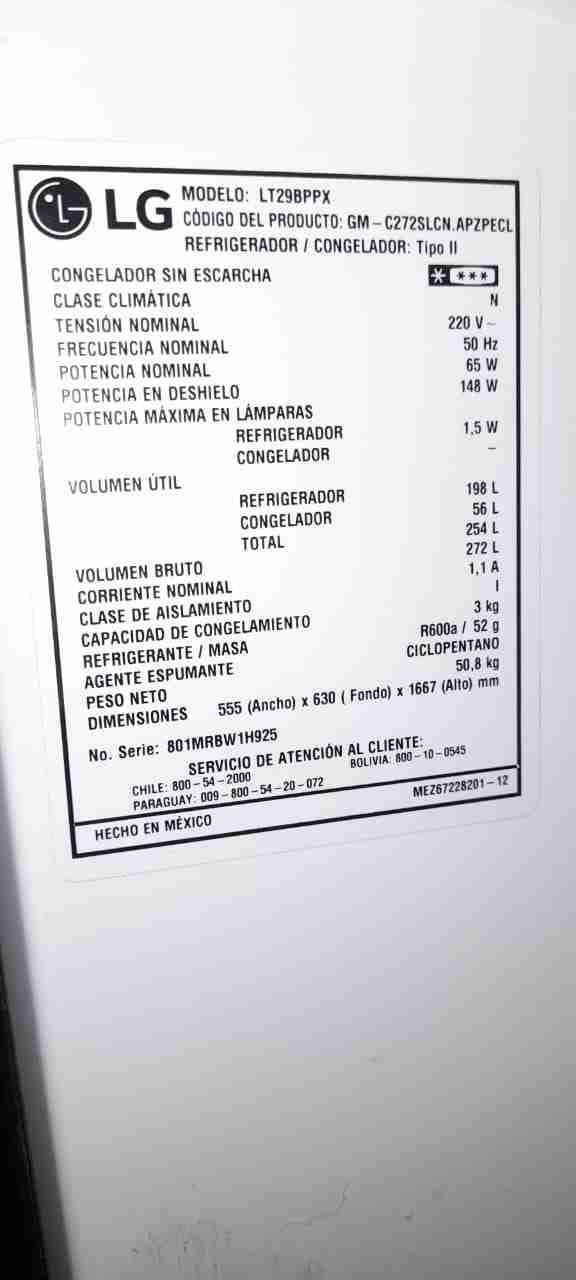 LG
MODELO: LT29BPPX
CÓDIGO DEL PRODUCTO: GM-C272SLCN.APZPECL
REFRIGERADOR / CONGELADOR: Tipo II
CONGELADOR SIN ESCARCHA * ***
CLASE CLIMÁTICA N
TENSIÓN NOMINAL 220 V~
FRECUENCIA NOMINAL 50 Hz
POTENCIA NOMINAL 65 W
POTENCIA EN DESHIELO 148 W
POTENCIA MÁXIMA EN LÁMPARAS
REFRIGERADOR 1,5 W
CONGELADOR –
VOLUMEN ÚTIL
REFRIGERADOR 198 L
CONGELADOR 56 L
TOTAL 254 L
VOLUMEN BRUTO 272 L
CORRIENTE NOMINAL 1,1 A
CLASE DE AISLAMIENTO I
CAPACIDAD DE CONGELAMIENTO 3 kg
REFRIGERANTE / MASA R600a / 52 g
AGENTE ESPUMANTE CICLOPENTANO
PESO NETO 50,8 kg
DIMENSIONES 555 (Ancho) x 630 ( Fondo) x 1667 (Alto) mm
No. Serie: 801MRBW1H925
SERVICIO DE ATENCIÓN AL CLIENTE:
CHILE: 800-54-2000 BOLIVIA: 800-10-0545
PARAGUAY: 009-800-54-20-072
HECHO EN MÉXICO MEZ67228201-12